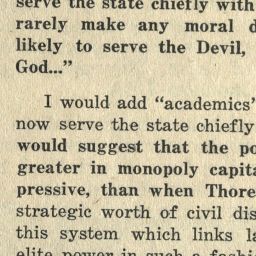 serve the state chiefly with
rarely make any moral d
likely to serve the Devil,
God..."
I would add "academics"
now serve the state chiefly
would suggest that the po
greater in monopoly capita
pressive, than when Thore
strategic worth of civil dis
this system which links la
elite power in such a fashi